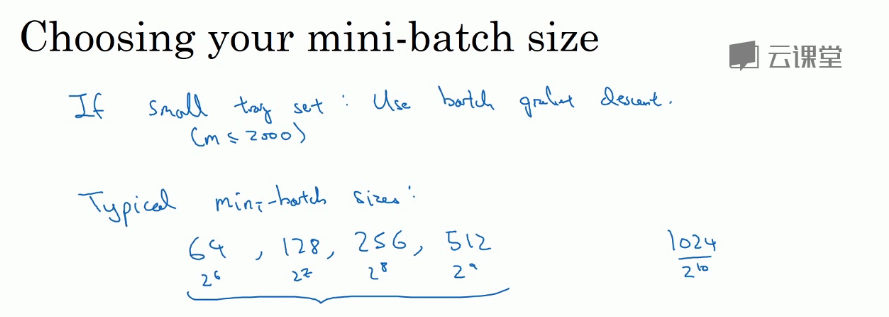 Choosing your mini-batch size
云课堂
If small trag set : Use batch gradient descent.
(m ≤ 2000)
Typical mini-batch sizes:
64 , 128, 256, 512 1024
2⁶ 2⁷ 2⁸ 2⁹ 2¹⁰